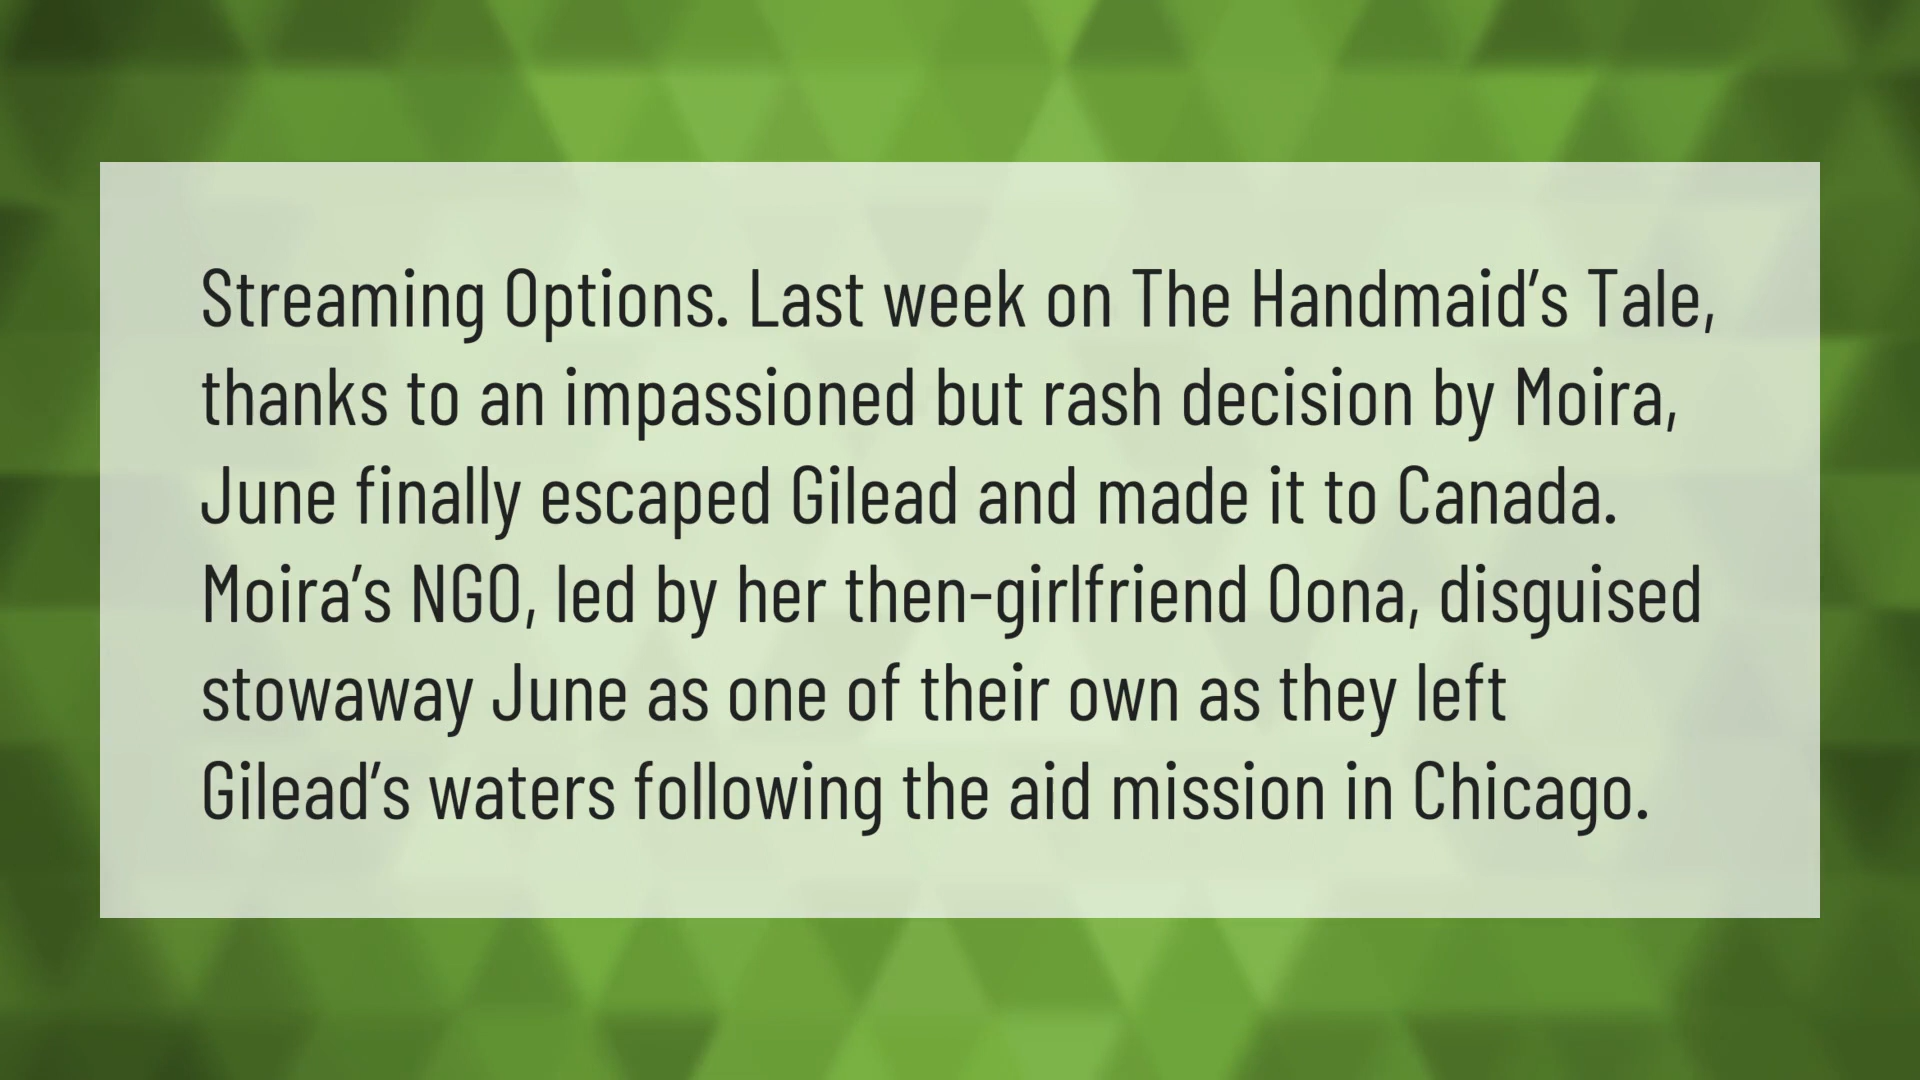 Streaming Options. Last week on The Handmaid’s Tale,
thanks to an impassioned but rash decision by Moira,
June finally escaped Gilead and made it to Canada.
Moira’s NGO, led by her then-girlfriend Oona, disguised
stowaway June as one of their own as they left
Gilead’s waters following the aid mission in Chicago.